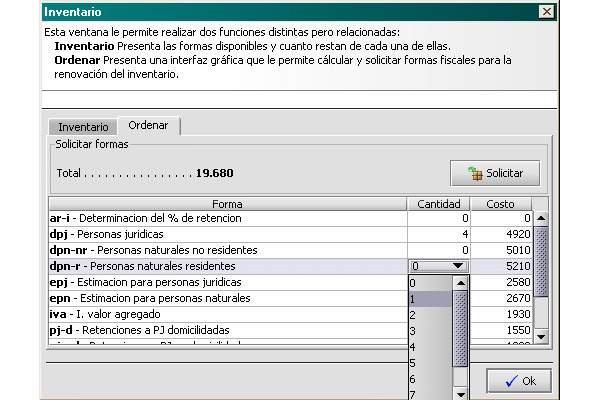 Inventario
Esta ventana le permite realizar dos funciones distintas pero relacionadas:
Inventario Presenta las formas disponibles y cuanto restan de cada una de ellas.
Ordenar Presenta una interfaz gráfica que le permite cálcular y solicitar formas fiscales para la
renovación del inventario.
Inventario Ordenar
Solicitar formas
Total . . . . . . . . . . . . . . . . . 19.680 Solicitar
Forma Cantidad Costo
ar-i - Determinacion del % de retencion 0 0
dpj - Personas juridicas 4 4920
dpn-nr - Personas naturales no residentes 0 5010
dpn-r - Personas naturales residentes 0 5210
epj - Estimacion para personas juridicas 0 2580
epn - Estimacion para personas naturales 1 2670
iva - I. valor agregado 2 1930
pj-d - Retenciones a PJ domicilidadas 3 1550
4
5
6
7
Ok